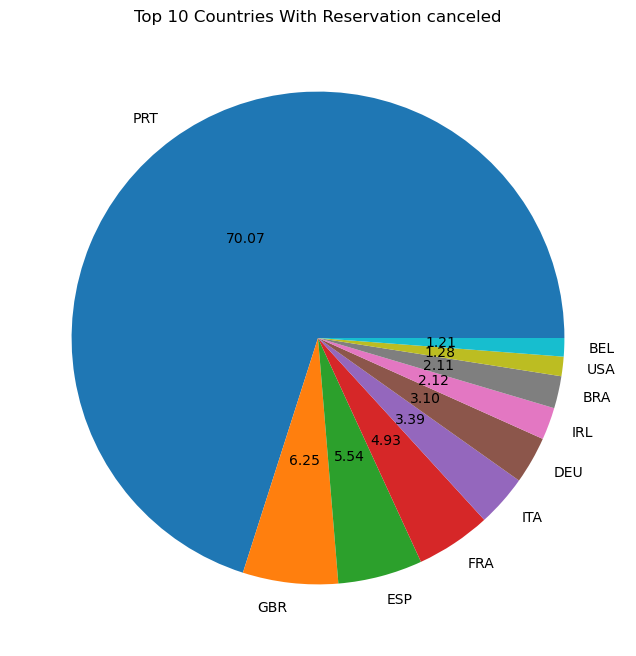 Top 10 Countries With Reservation canceled
PRT
70.07
1.21
BEL
1.28
USA
2.11
BRA
2.12
IRL
3.10
DEU
3.39
ITA
4.93
FRA
5.54
ESP
6.25
GBR